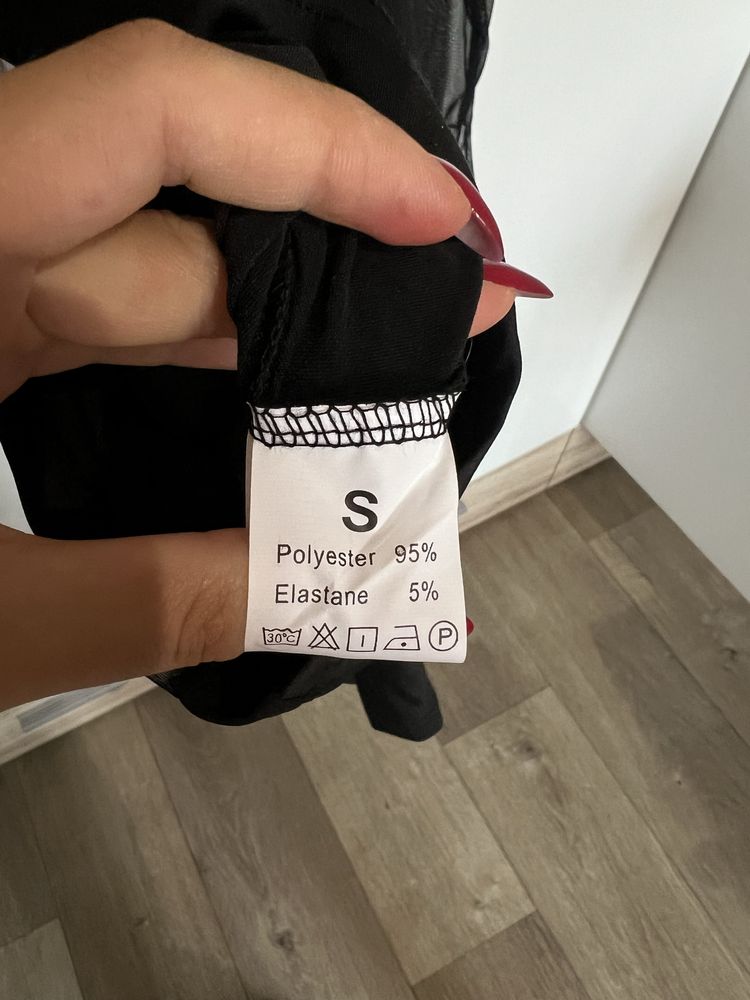 S
Polyester 95%
Elastane 5%
30°C P